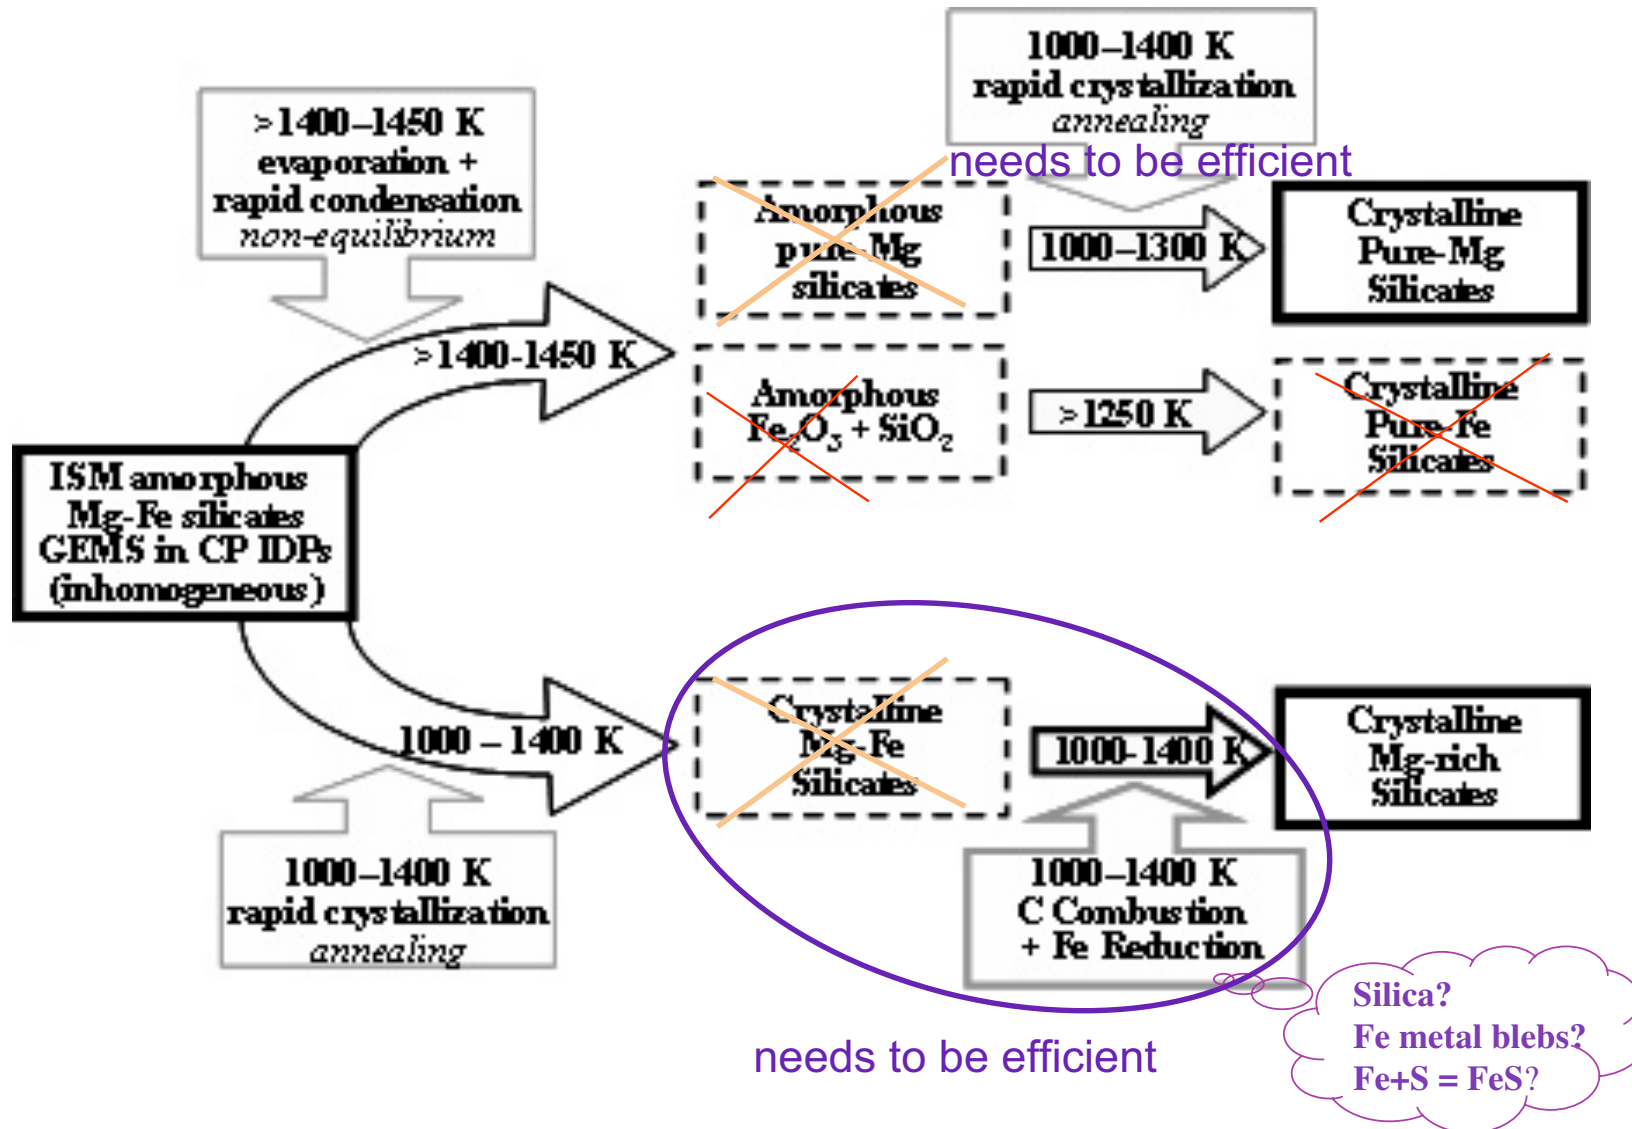 1000–1400 K
rapid crystallization
annealing
needs to be efficient
>1400–1450 K
evaporation +
rapid condensation
non-equilibrium
Amorphous
pure-Mg
silicates
1000–1300 K
Crystalline
Pure-Mg
Silicates
>1400-1450 K
Amorphous
Fe2O3 + SiO2
>1250 K
Crystalline
Pure-Fe
Silicates
ISM amorphous
Mg-Fe silicates
GEMS in CP IDPs
(inhomogeneous)
1000 – 1400 K
Crystalline
Mg-Fe
Silicates
1000-1400 K
Crystalline
Mg-rich
Silicates
1000–1400 K
rapid crystallization
annealing
1000–1400 K
C Combustion
+ Fe Reduction
needs to be efficient
Silica?
Fe metal blebs?
Fe+S = FeS?